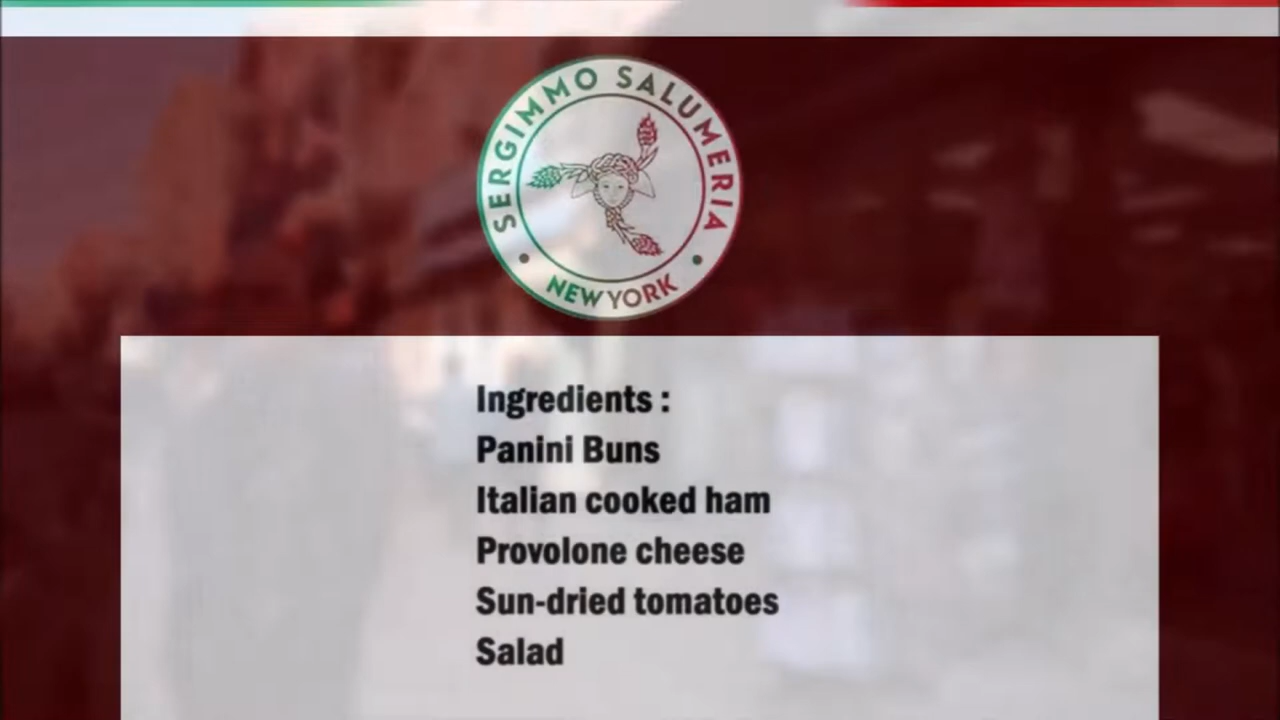 SERGIMMO SALUMERIA
NEW YORK
Ingredients :
Panini Buns
Italian cooked ham
Provolone cheese
Sun-dried tomatoes
Salad